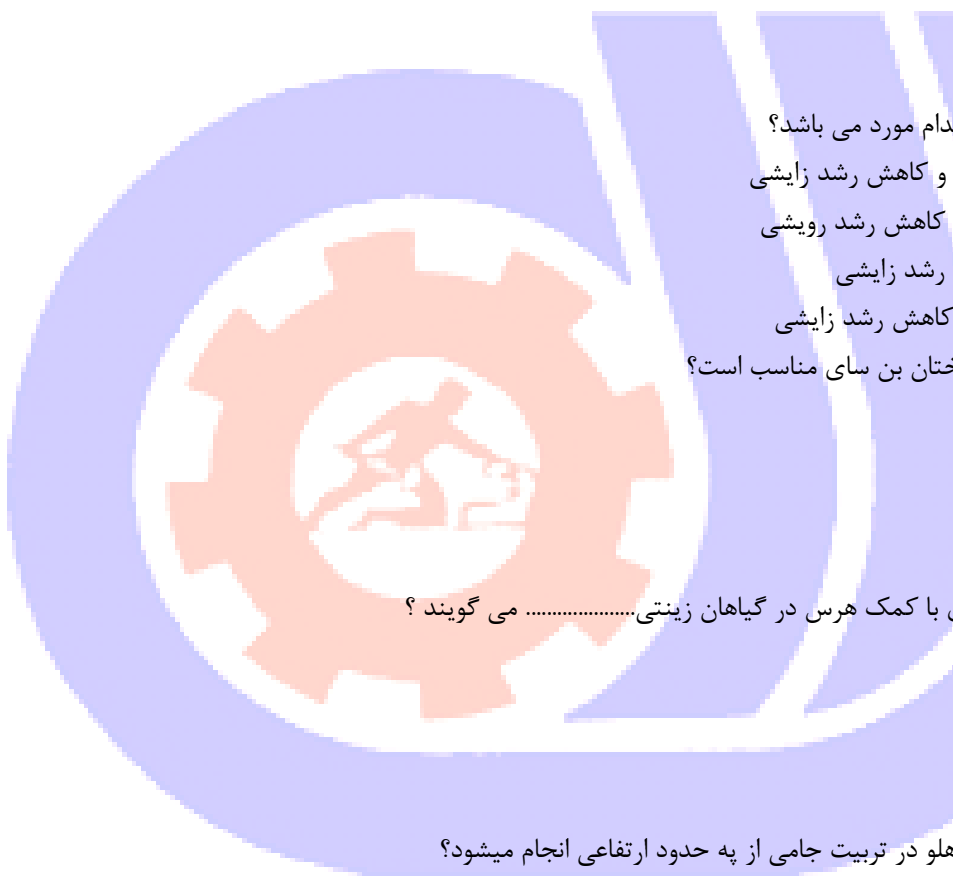 دام مورد می باشد؟
و کاهش رشد زایشی
کاهش رشد رویشی
رشد زایشی
کاهش رشد زایشی
ختان بن سای مناسب است؟
با کمک هرس در گیاهان زینتی.................... می گویند ؟
هلو در تربیت جامی از په حدود ارتفاعی انجام میشود؟